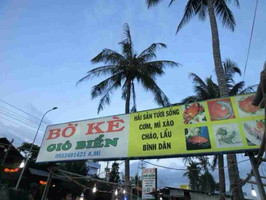 BỜ KÈ
GIÓ BIỂN
HẢI SẢN TƯƠI SỐNG
CƠM, MÌ XÀO
CHÁO, LẨU
BÌNH DÂN